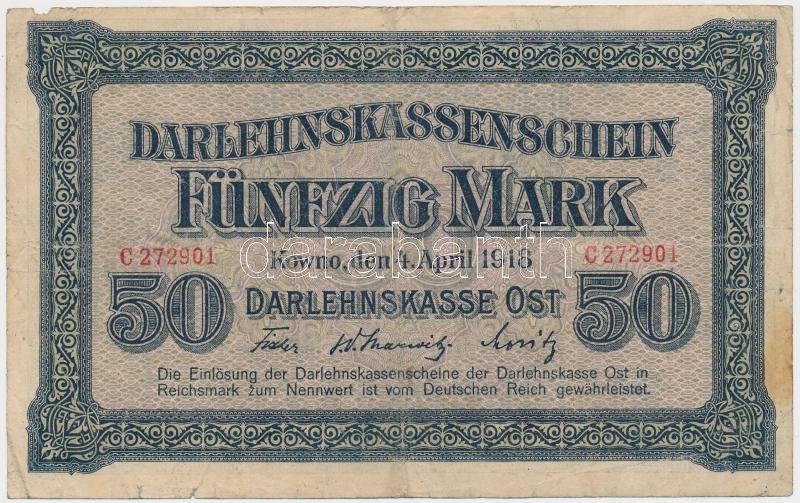 DARLEHNSKASSENSCHEIN
FÜNFZIG MARK
C 272901 C 272901
Kowno, den 4. April 1918
darabanth
50 DARLEHNSKASSE OST 50
Die Einlösung der Darlehnskassenscheine der Darlehnskasse Ost in
Reichsmark zum Nennwert ist vom Deutschen Reich gewährleistet.